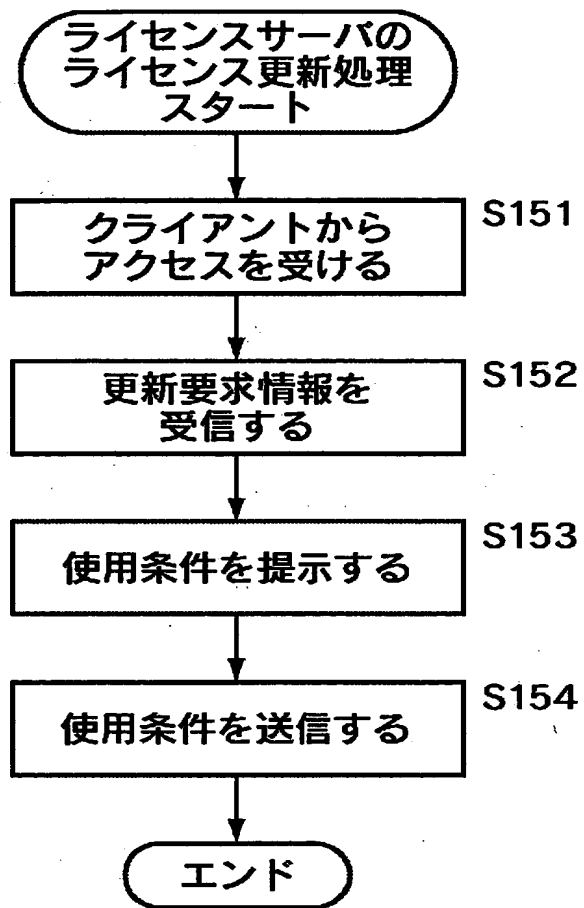 ライセンスサーバの
ライセンス更新処理
スタート
クライアントから
アクセスを受ける
S151
更新要求情報を
受信する
S152
使用条件を提示する
S153
使用条件を送信する
S154
エンド